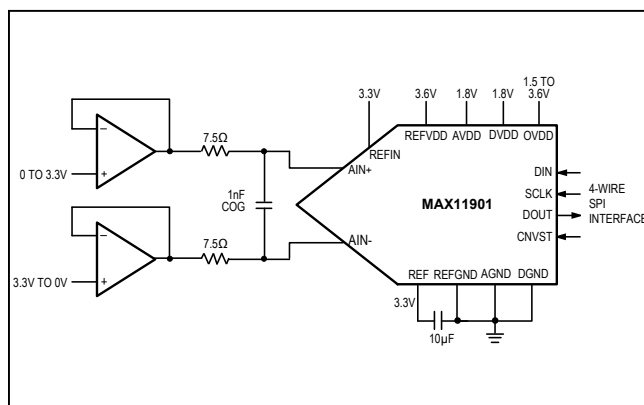 1.5 TO
3.3V 3.6V 1.8V 1.8V 3.6V
REFVDD AVDD DVDD OVDD
REFIN
−
+
0 TO 3.3V
7.5Ω
AIN+
1nF
COG
MAX11901
DIN
SCLK
DOUT
CNVST
4-WIRE
SPI
INTERFACE
−
+
3.3V TO 0V
7.5Ω
AIN-
REF REFGND AGND DGND
3.3V
10µF